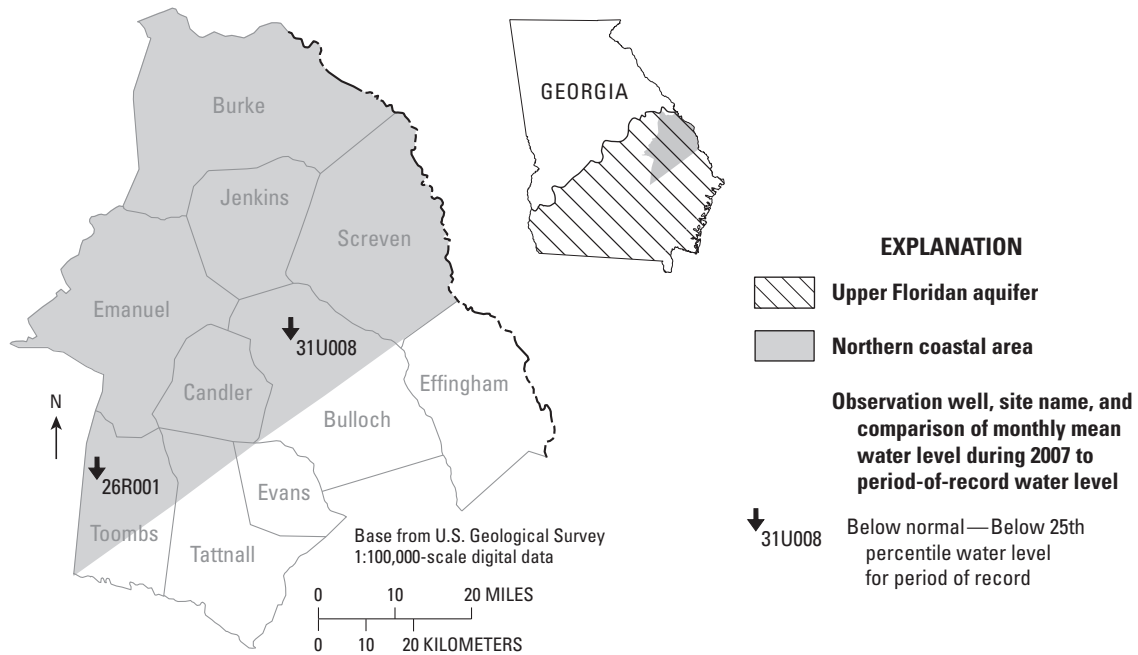 Burke
Jenkins
Screven
Emanuel
31U008
Candler
Effingham
Bulloch
N
26R001
Evans
Toombs
Tattnall
Base from U.S. Geological Survey
1:100,000-scale digital data
0 10 20 MILES
0 10 20 KILOMETERS
GEORGIA
EXPLANATION
Upper Floridan aquifer
Northern coastal area
Observation well, site name, and
comparison of monthly mean
water level during 2007 to
period-of-record water level
31U008
Below normal—Below 25th
percentile water level
for period of record